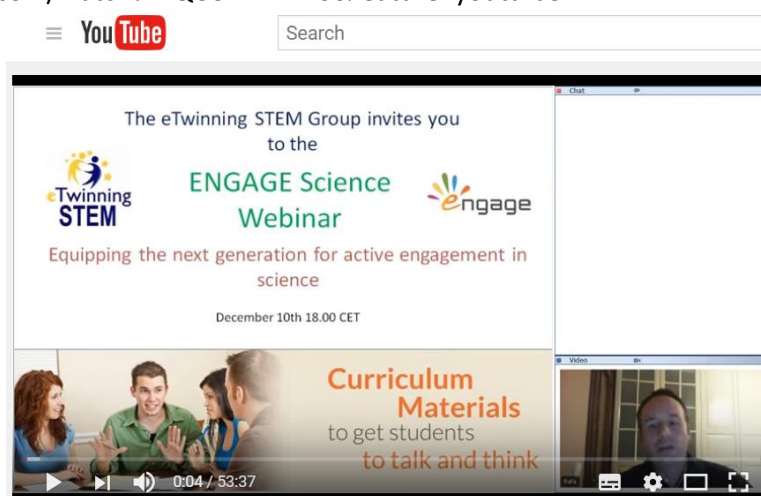 You Tube
Search
Chat
The eTwinning STEM Group invites you
to the
eTwinning
STEM
ENGAGE Science
Webinar
engage
Equipping the next generation for active engagement in
science
December 10th 18.00 CET
Video
Curriculum
Materials
to get students
to talk and think
0:04 / 53:37